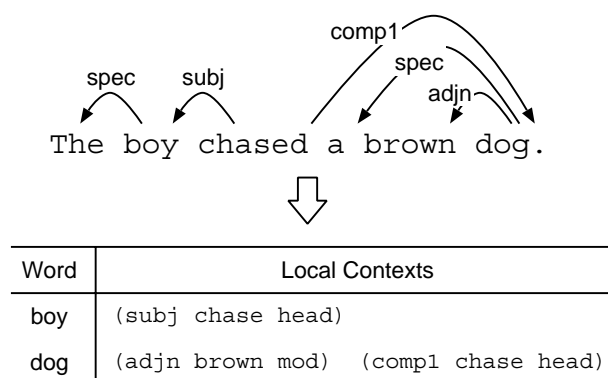 comp1
spec
spec subj
adjn
The boy chased a brown dog.
Word Local Contexts
boy (subj chase head)
dog (adjn brown mod) (comp1 chase head)